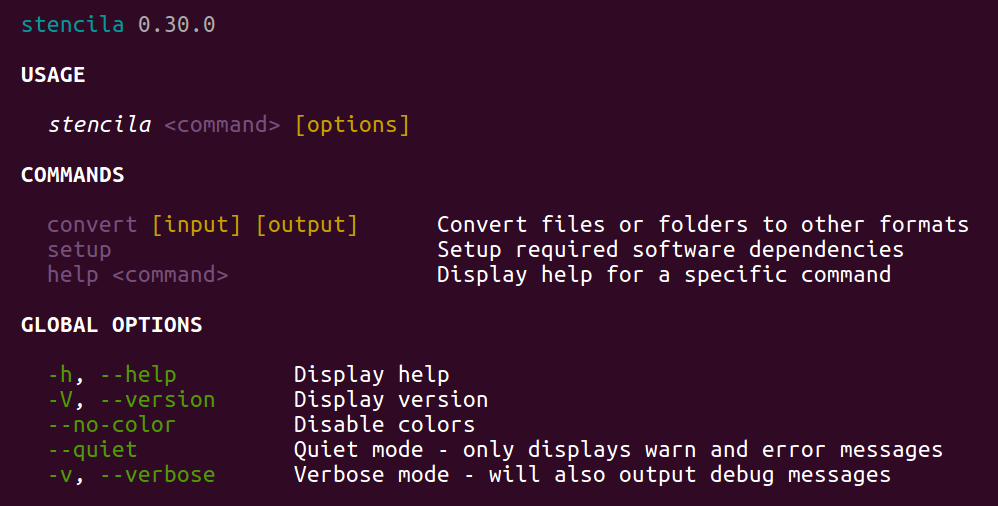 stencila 0.30.0
USAGE
stencila <command> [options]
COMMANDS
convert [input] [output] Convert files or folders to other formats
setup Setup required software dependencies
help <command> Display help for a specific command
GLOBAL OPTIONS
-h, --help Display help
-V, --version Display version
--no-color Disable colors
--quiet Quiet mode - only displays warn and error messages
-v, --verbose Verbose mode - will also output debug messages